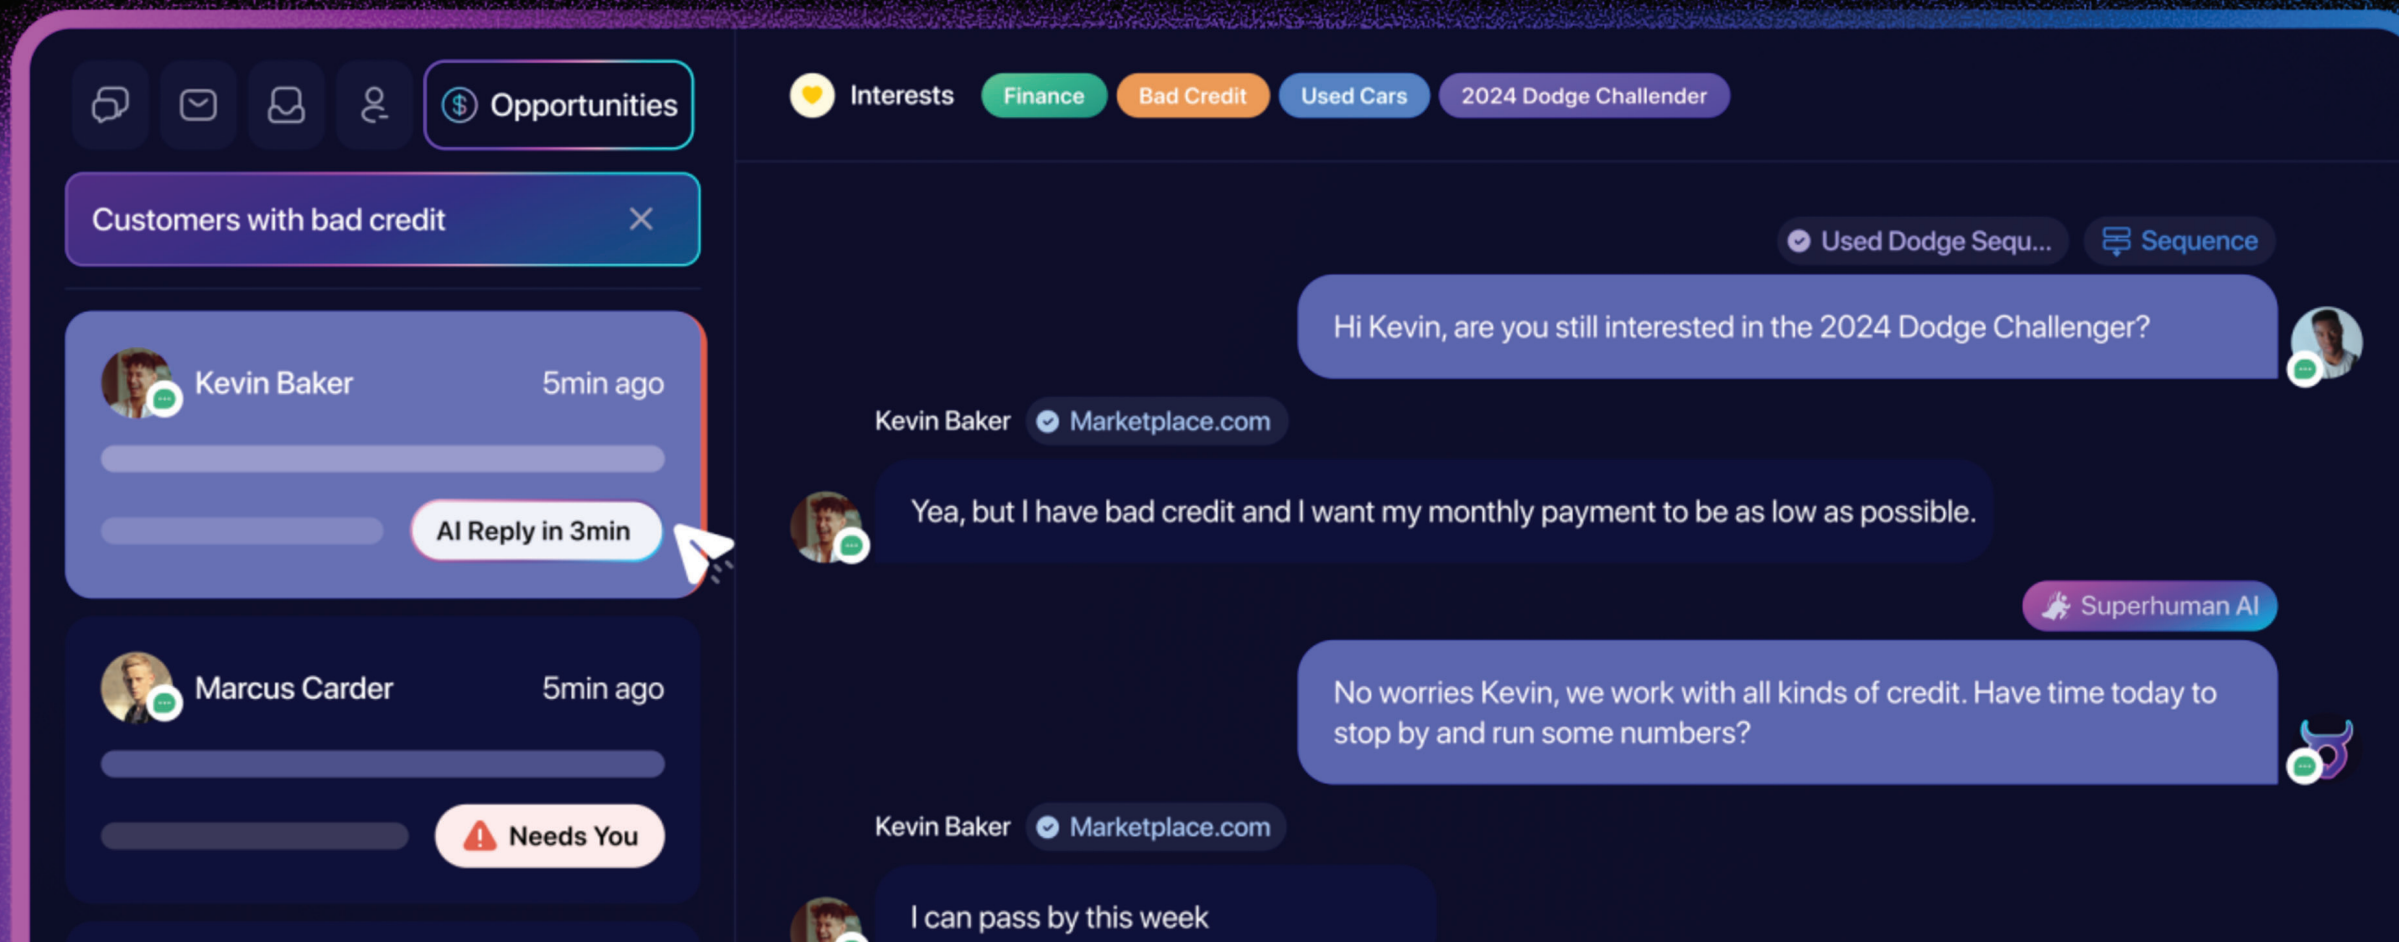 Opportunities
Customers with bad credit
Kevin Baker 5min ago
AI Reply in 3min
Marcus Carder 5min ago
Needs You
Interests Finance Bad Credit Used Cars 2024 Dodge Challender
Used Dodge Sequ... Sequence
Hi Kevin, are you still interested in the 2024 Dodge Challenger?
Kevin Baker Marketplace.com
Yea, but I have bad credit and I want my monthly payment to be as low as possible.
Superhuman AI
No worries Kevin, we work with all kinds of credit. Have time today to
stop by and run some numbers?
Kevin Baker Marketplace.com
I can pass by this week